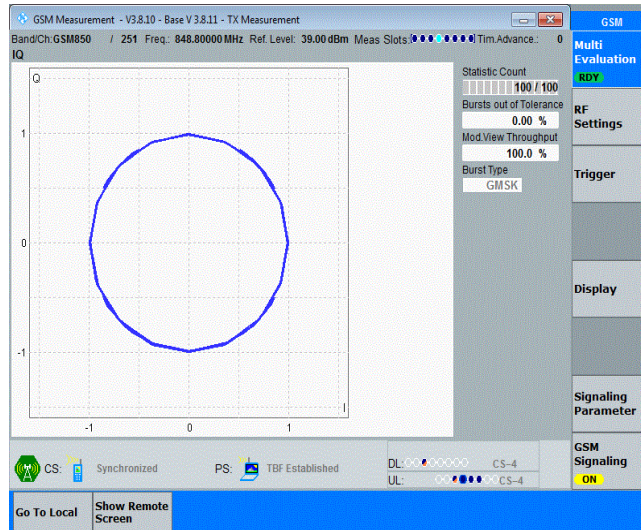 GSM Measurement - V3.8.10 - Base V 3.8.11 - TX Measurement
GSM
Band/Ch: GSM850 / 251 Freq.: 848.80000 MHz Ref. Level: 39.00 dBm Meas Slots: Tim.Advance.: 0
IQ
Multi
Evaluation
RDY
RF
Settings
Trigger
Display
Signaling
Parameter
GSM
Signaling
ON
Statistic Count
100 / 100
Bursts out of Tolerance
0.00 %
Mod.View Throughput
100.0 %
Burst Type
GMSK
Q
1
0
-1
I
-1 0 1
CS: Synchronized PS: TBF Established
DL: CS-4
UL: CS-4
Go To Local
Show Remote
Screen